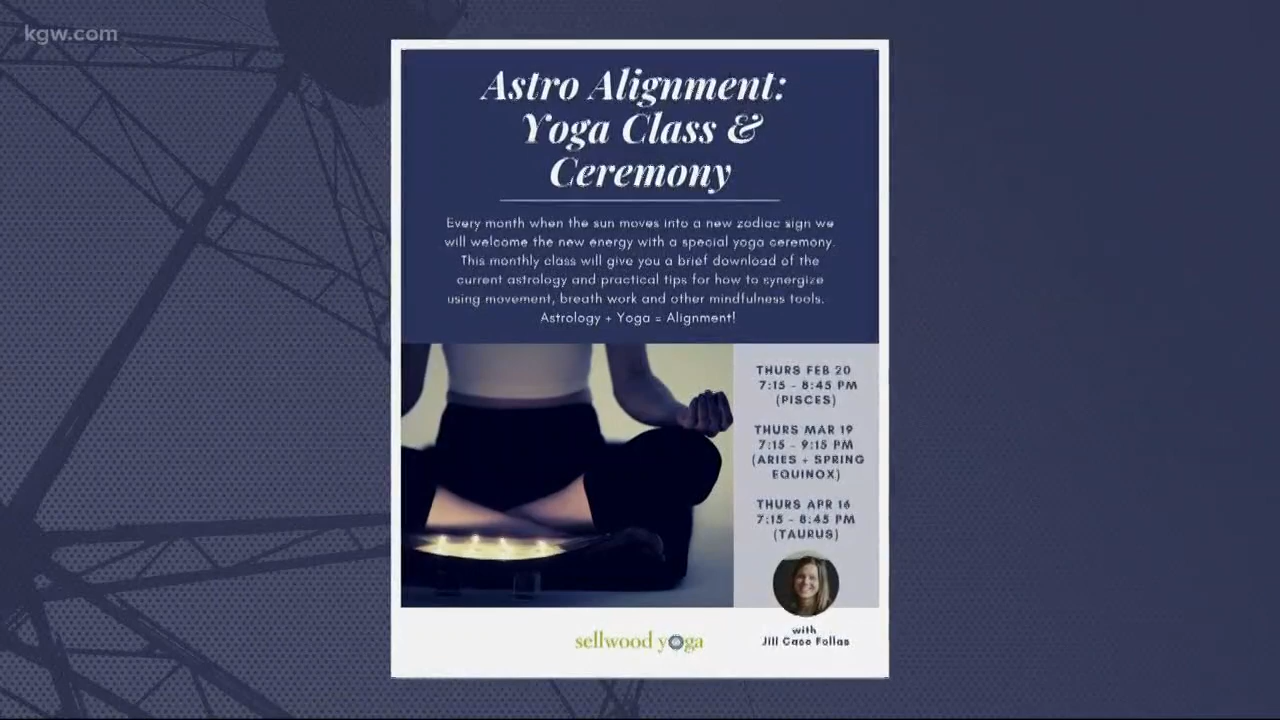 kgw.com
Astro Alignment:
Yoga Class &
Ceremony
Every month when the sun moves into a new zodiac sign we
will welcome the new energy with a special yoga ceremony.
This monthly class will give you a brief download of the
current astrology and practical tips for how to synergize
using movement, breath work and other mindfulness tools.
Astrology + Yoga = Alignment!
THURS FEB 20
7:15 - 8:45 PM
(PISCES)
THURS MAR 19
7:15 - 9:15 PM
(ARIES + SPRING
EQUINOX)
THURS APR 16
7:15 - 8:45 PM
(TAURUS)
sellwood yoga
with
Jill Case Follas